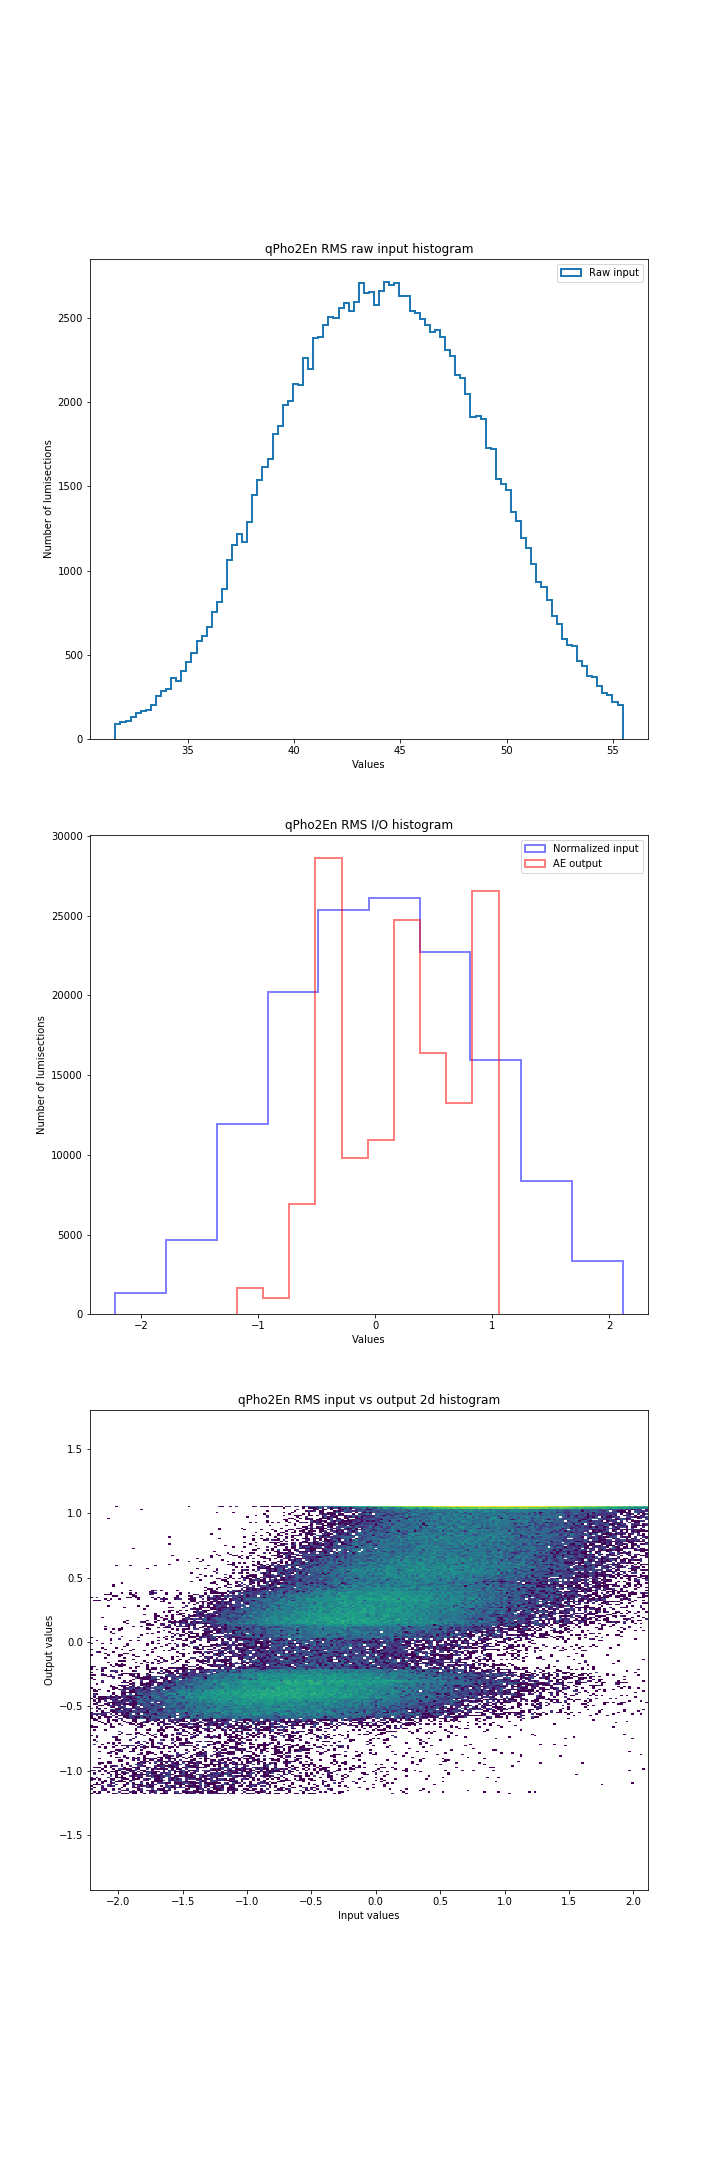 qPho2En RMS raw input histogram
Raw input
2500
2000
1500
1000
500
0
Number of lumisections
35 40 45 50 55
Values
qPho2En RMS I/O histogram
Normalized input
AE output
30000
25000
20000
15000
10000
5000
0
Number of lumisections
−2 −1 0 1 2
Values
qPho2En RMS input vs output 2d histogram
1.5
1.0
0.5
0.0
−0.5
−1.0
−1.5
Output values
−2.0 −1.5 −1.0 −0.5 0.0 0.5 1.0 1.5 2.0
Input values